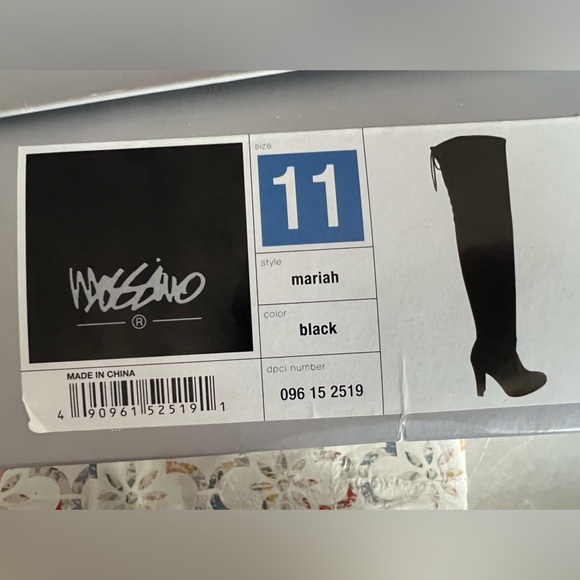 mossimo
®
size
11
style
mariah
color
black
dpci number
096 15 2519
MADE IN CHINA
4 90961 52519 1